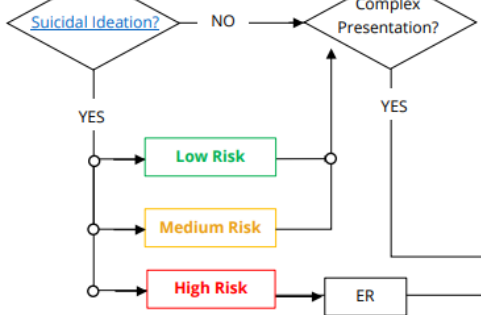 Complex
Suicidal Ideation?
NO
Presentation?
YES
YES
Low Risk
Medium Risk
High Risk
ER